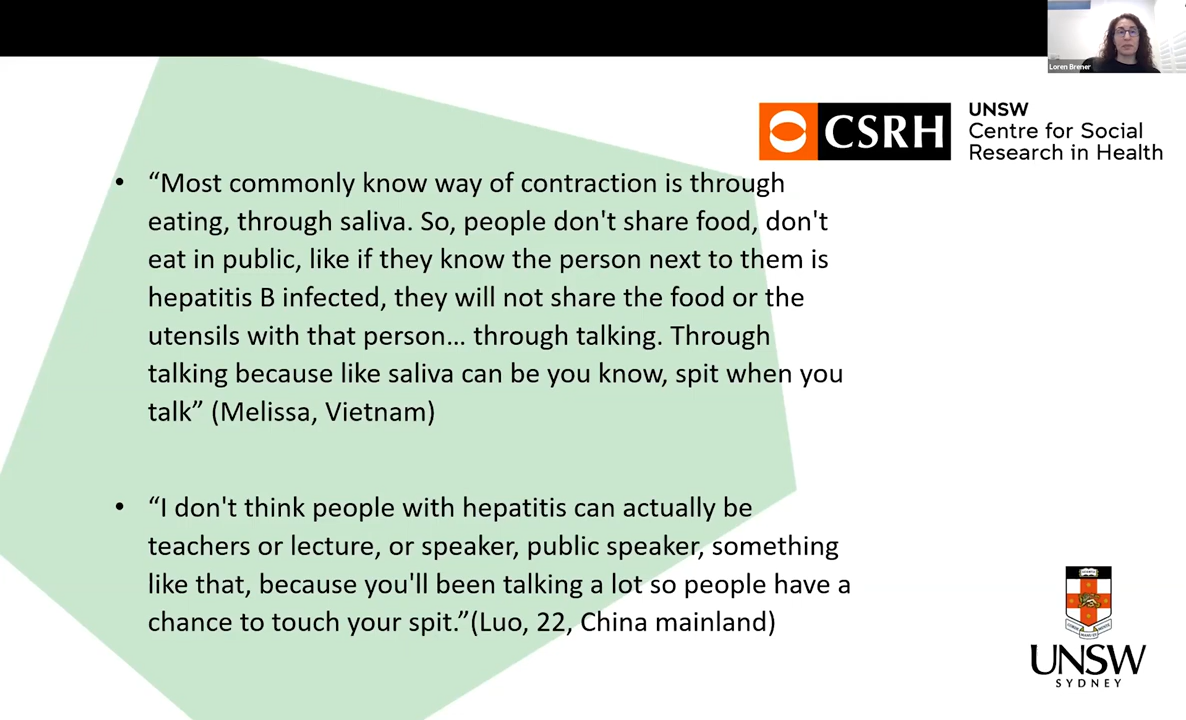 Loren Brener
CSRH
UNSW
Centre for Social
Research in Health
• “Most commonly know way of contraction is through
eating, through saliva. So, people don't share food, don't
eat in public, like if they know the person next to them is
hepatitis B infected, they will not share the food or the
utensils with that person… through talking. Through
talking because like saliva can be you know, spit when you
talk” (Melissa, Vietnam)
• “I don't think people with hepatitis can actually be
teachers or lecture, or speaker, public speaker, something
like that, because you'll been talking a lot so people have a
chance to touch your spit.”(Luo, 22, China mainland)
UNSW
SYDNEY